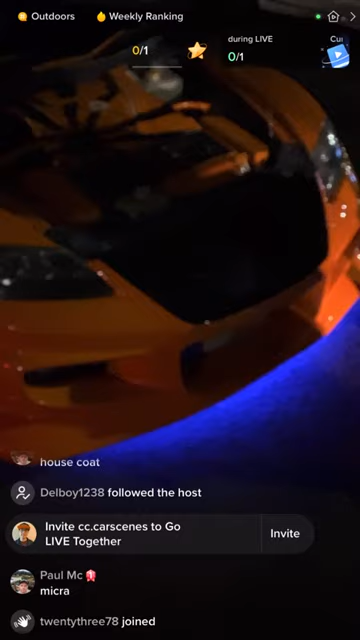 Outdoors
Weekly Ranking
0/1
during LIVE
0/1
Cu
house coat
Delboy1238 followed the host
Invite cc.carscenes to Go
LIVE Together
Invite
Paul Mc
micra
twentythree78 joined